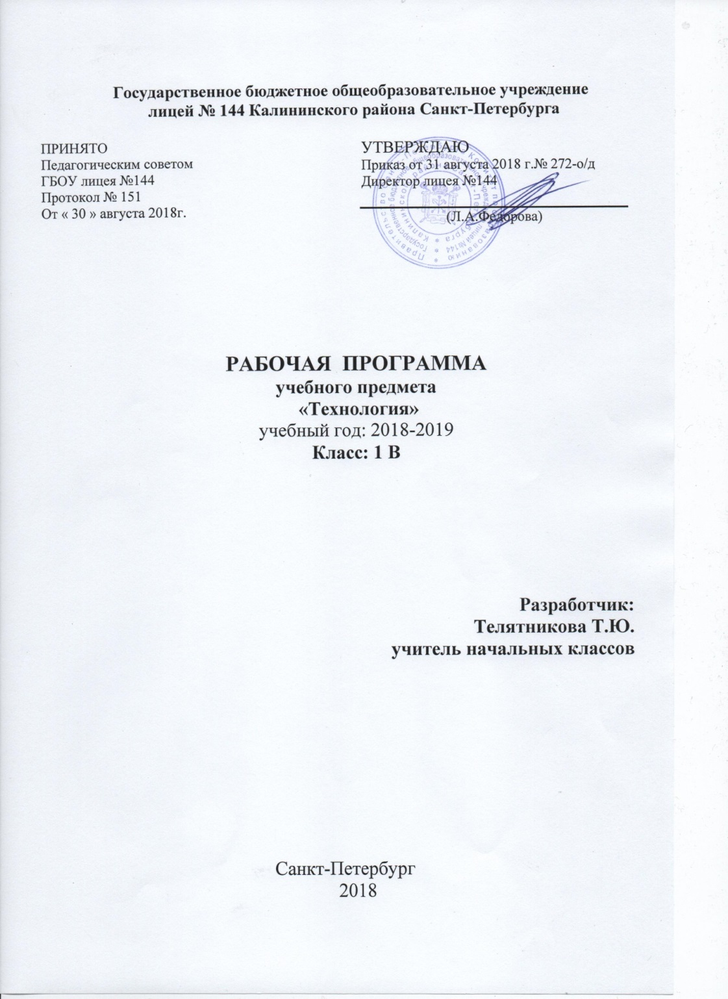 Государственное бюджетное общеобразовательное учреждение
лицей № 144 Калининского района Санкт-Петербурга
ПРИНЯТО
Педагогическим советом
ГБОУ лицея №144
Протокол № 151
От « 30 » августа 2018г.
УТВЕРЖДАЮ
Приказ от 31 августа 2018 г.№ 272-о/д
Директор лицея №144
(Л.А.Федорова)
РАБОЧАЯ ПРОГРАММА
учебного предмета
«Технология»
учебный год: 2018-2019
Класс: 1 В
Разработчик:
Телятникова Т.Ю.
учитель начальных классов
Санкт-Петербург
2018